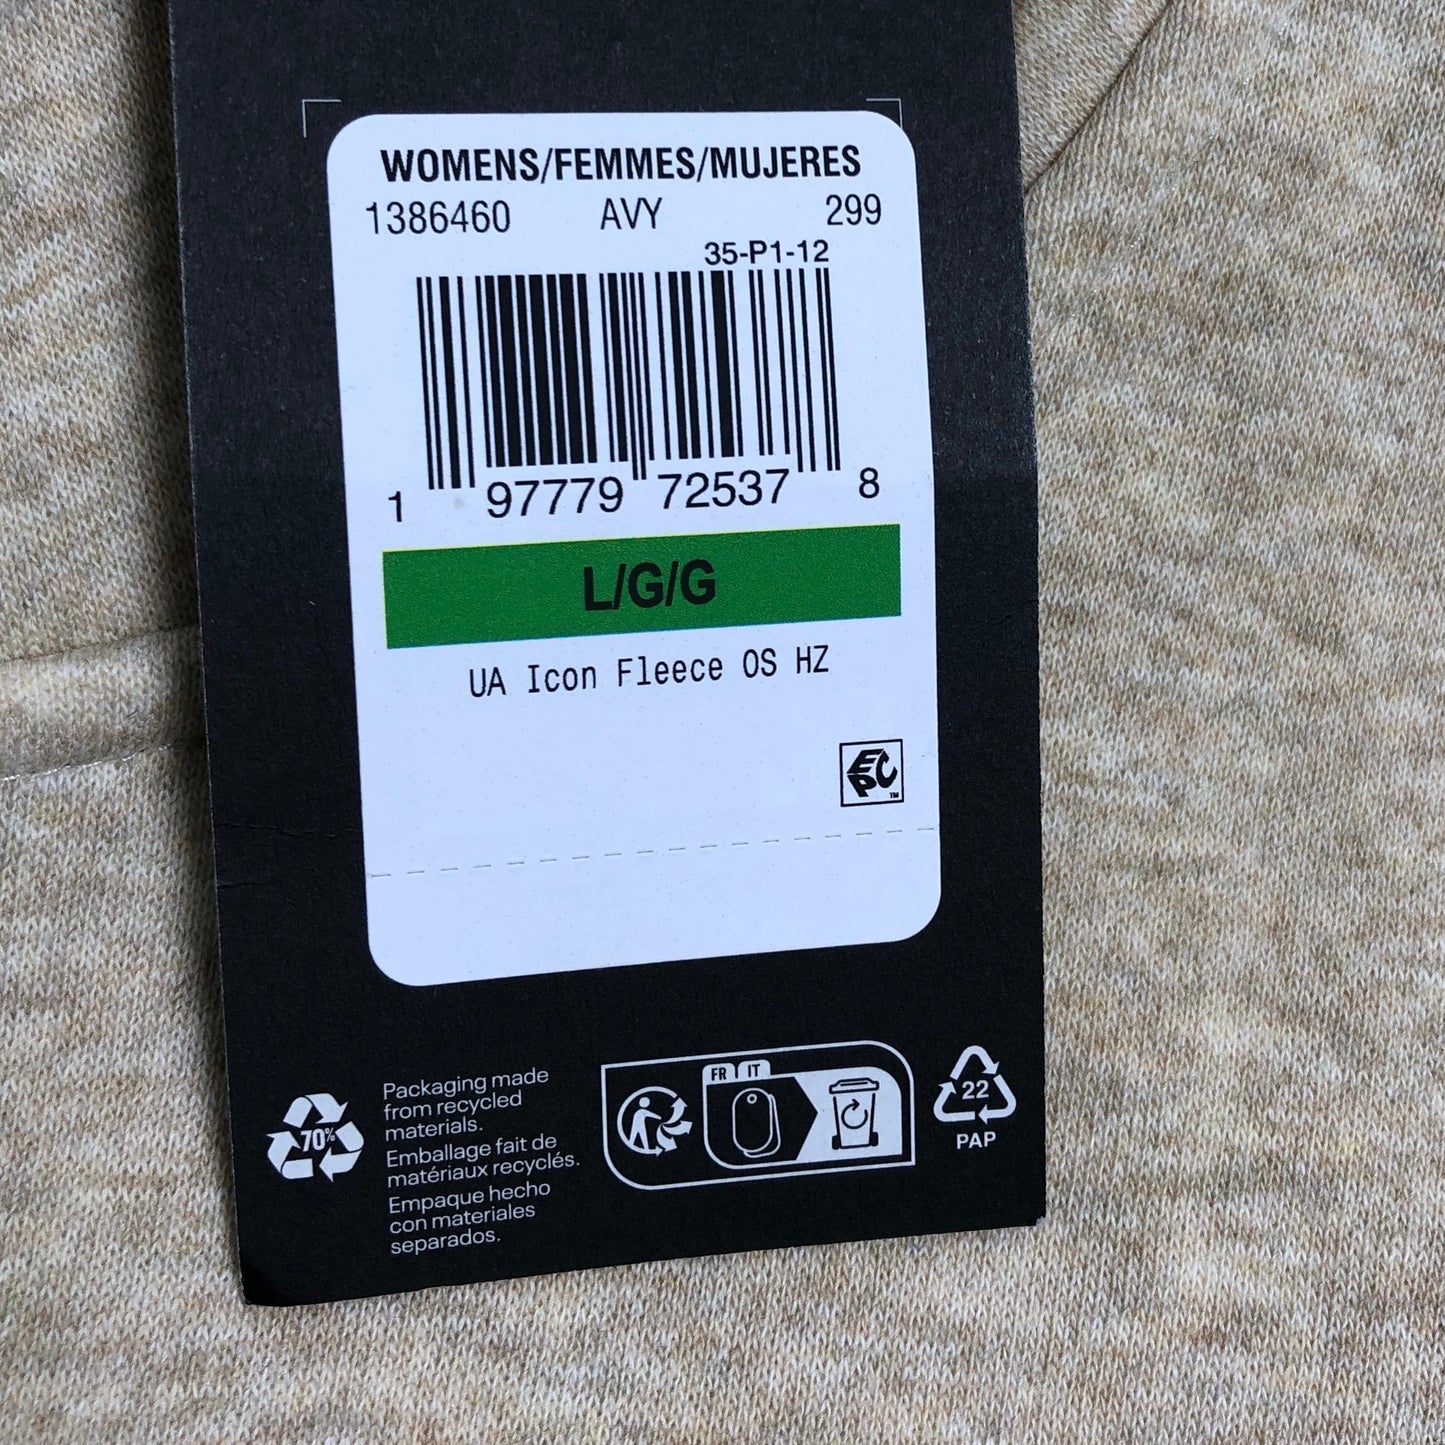 WOMENS/FEMMES/MUJERES
1386460 AVY 299
35-P1-12
1 97779 72537 8
L/G/G
UA Icon Fleece OS HZ
EPC
TM
70%
Packaging made
from recycled
materials.
Emballage fait de
matériaux recyclés.
Empaque hecho
con materiales
separados.
FR IT
22
PAP